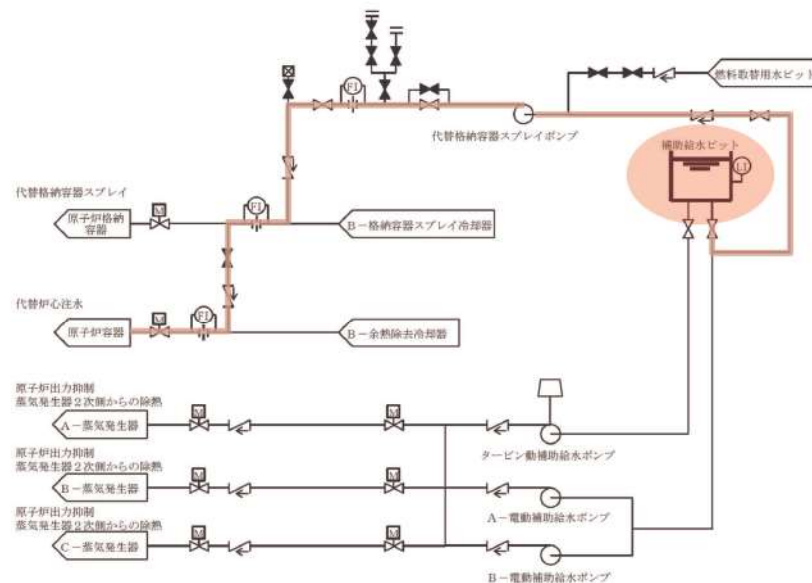 FI
燃料取替用水ピット
代替格納容器スプレイポンプ
補助給水ピット
LI
代替格納容器スプレイ
M
原子炉格納
容器
FI
B－格納容器スプレイ冷却器
代替炉心注水
原子炉容器
M
FI
B－余熱除去冷却器
原子炉出力抑制
蒸気発生器２次側からの除熱
A－蒸気発生器
M
M
タービン動補助給水ポンプ
原子炉出力抑制
蒸気発生器２次側からの除熱
B－蒸気発生器
M
M
A－電動補助給水ポンプ
原子炉出力抑制
蒸気発生器２次側からの除熱
C－蒸気発生器
M
M
B－電動補助給水ポンプ